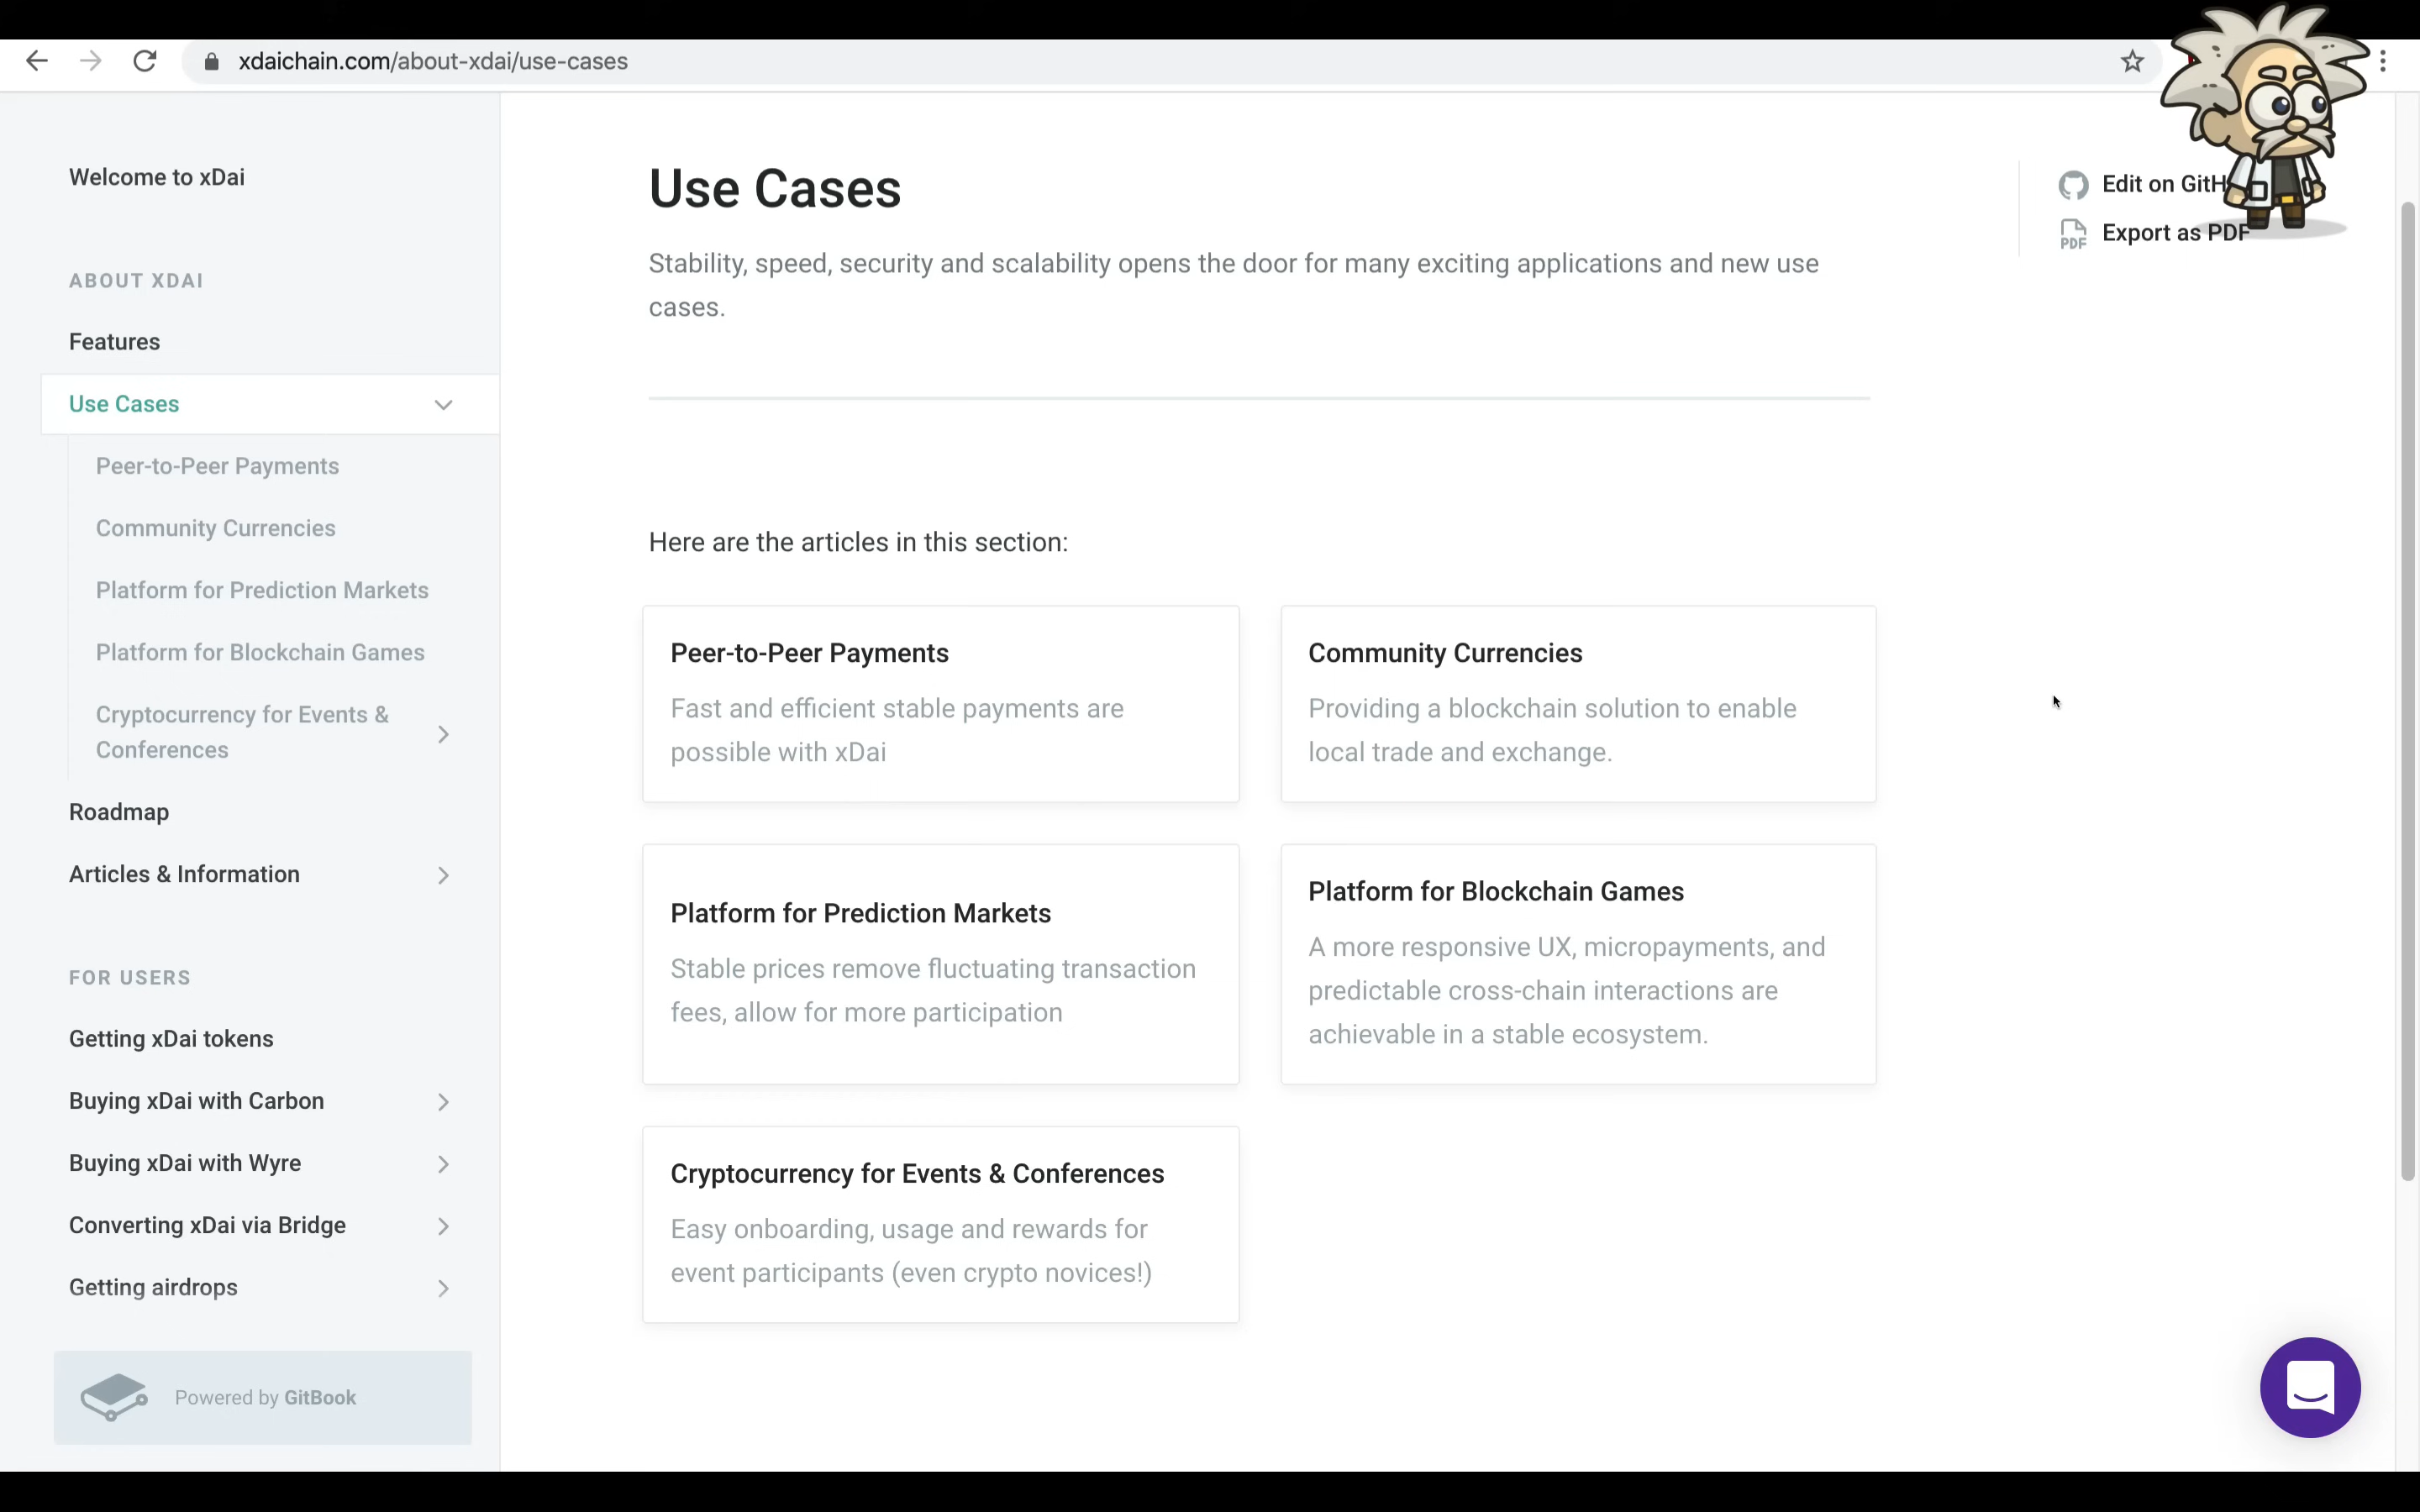 xdaichain.com/about-xdai/use-cases
Welcome to xDai
ABOUT XDAI
Features
Use Cases
Peer-to-Peer Payments
Community Currencies
Platform for Prediction Markets
Platform for Blockchain Games
Cryptocurrency for Events &
Conferences
Roadmap
Articles & Information
FOR USERS
Getting xDai tokens
Buying xDai with Carbon
Buying xDai with Wyre
Converting xDai via Bridge
Getting airdrops
Powered by GitBook
Use Cases
Stability, speed, security and scalability opens the door for many exciting applications and new use
cases.
Here are the articles in this section:
Peer-to-Peer Payments
Fast and efficient stable payments are
possible with xDai
Community Currencies
Providing a blockchain solution to enable
local trade and exchange.
Platform for Prediction Markets
Stable prices remove fluctuating transaction
fees, allow for more participation
Platform for Blockchain Games
A more responsive UX, micropayments, and
predictable cross-chain interactions are
achievable in a stable ecosystem.
Cryptocurrency for Events & Conferences
Easy onboarding, usage and rewards for
event participants (even crypto novices!)
Edit on
PDF
Export as PDF